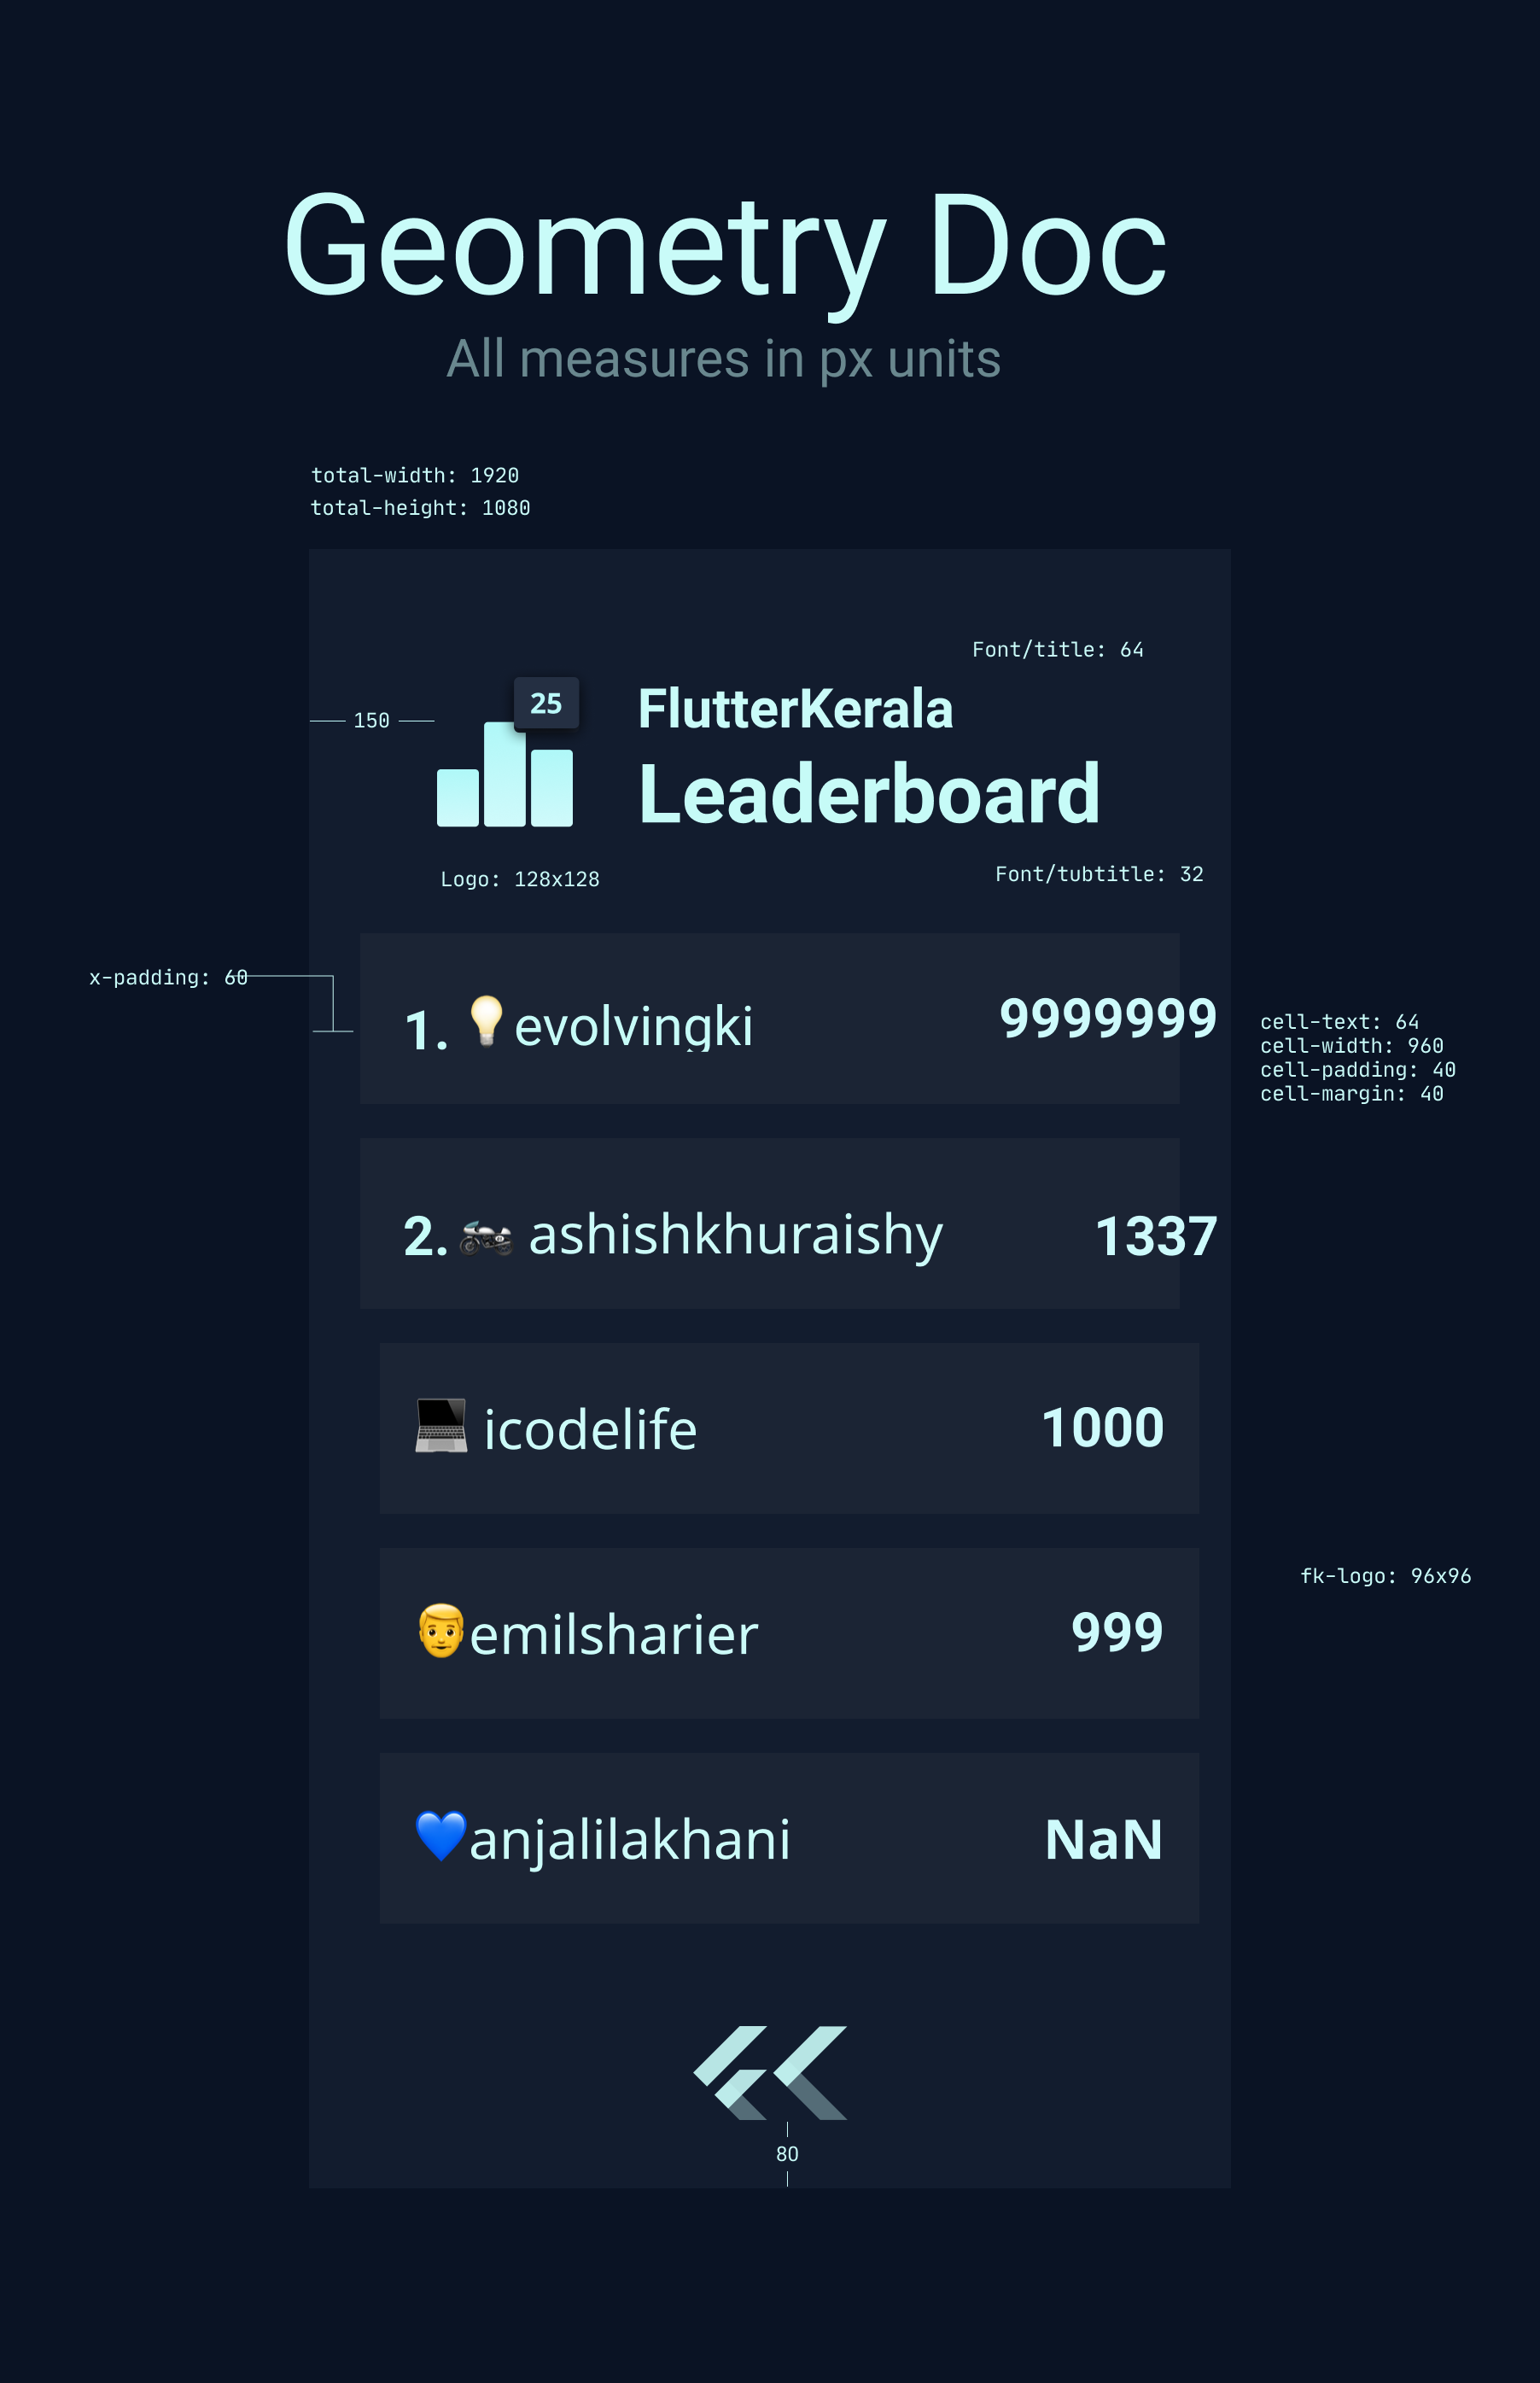 Geometry Doc
All measures in px units
total-width: 1920
total-height: 1080
Font/title: 64
25
150
FlutterKerala
Leaderboard
Logo: 128x128
Font/tubtitle: 32
x-padding: 60
1. 💡evolvingki 9999999
cell-text: 64
cell-width: 960
cell-padding: 40
cell-margin: 40
2. 🏍 ashishkhuraishy 1337
💻 icodelife 1000
fk-logo: 96x96
👨emilsharier 999
💙anjalilakhani NaN
80